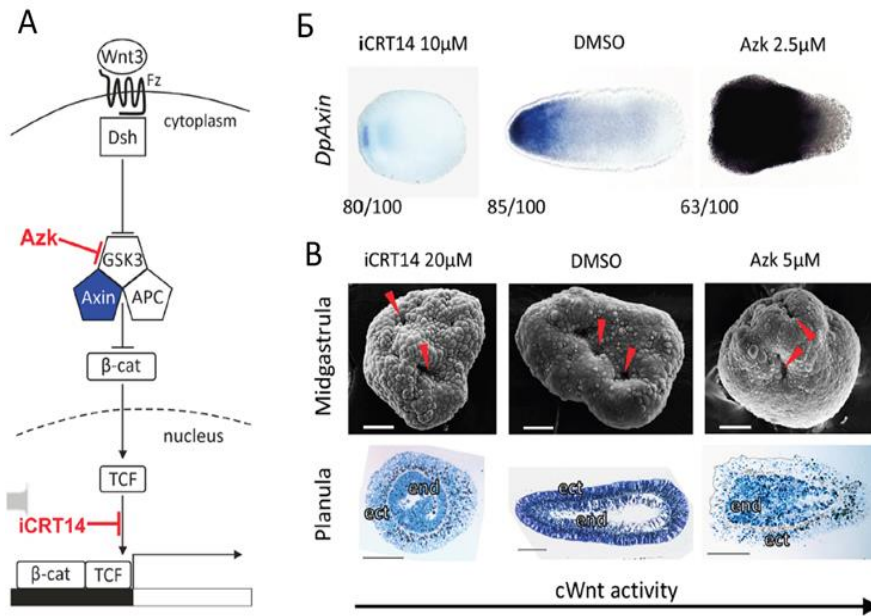 А
Wnt3
Fz
cytoplasm
Dsh
Azk
GSK3
Axin
APC
β-cat
nucleus
TCF
iCRT14
β-cat TCF
Б
iCRT14 10μM DMSO Azk 2.5μM
DpAxin
80/100 85/100 63/100
В
iCRT14 20μM DMSO Azk 5μM
Midgastrula
Planula
end
ect
ect
end
end
ect
cWnt activity